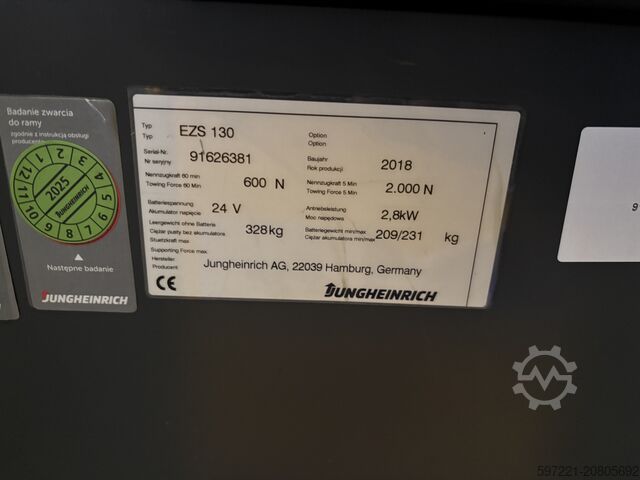 Badanie zwarcia
do ramy
zgodnie z instrukcją obsługi
producenta
12 1 2 3 4 5 6 7 8 9 10 11
2025
JUNGHEINRICH
Następne badanie
JUNGHEINRICH
Typ
Typ
EZS 130
Option
Option
Serial-Nr.
Nr seryjny
91626381
Baujahr
Rok produkcji
2018
Nennzugkraft 60 min
Towing Force 60 Min
600 N
Nennzugkraft 5 Min
Towing Force 5 Min
2.000 N
Batteriespannung
Akumulator napięcie
24 V
Antriebsleistung
Moc napędowa
2,8kW
Leergewicht ohne Batterie
Ciężar pusty bez akumulatora
328kg
Batteriegewicht min/max
Ciężar akumulatora min/max
209/231 kg
Stuetzkraft max
Supporting Force max
Hersteller
Producent
Jungheinrich AG, 22039 Hamburg, Germany
CE
JUNGHEINRICH
9
597221-20805692